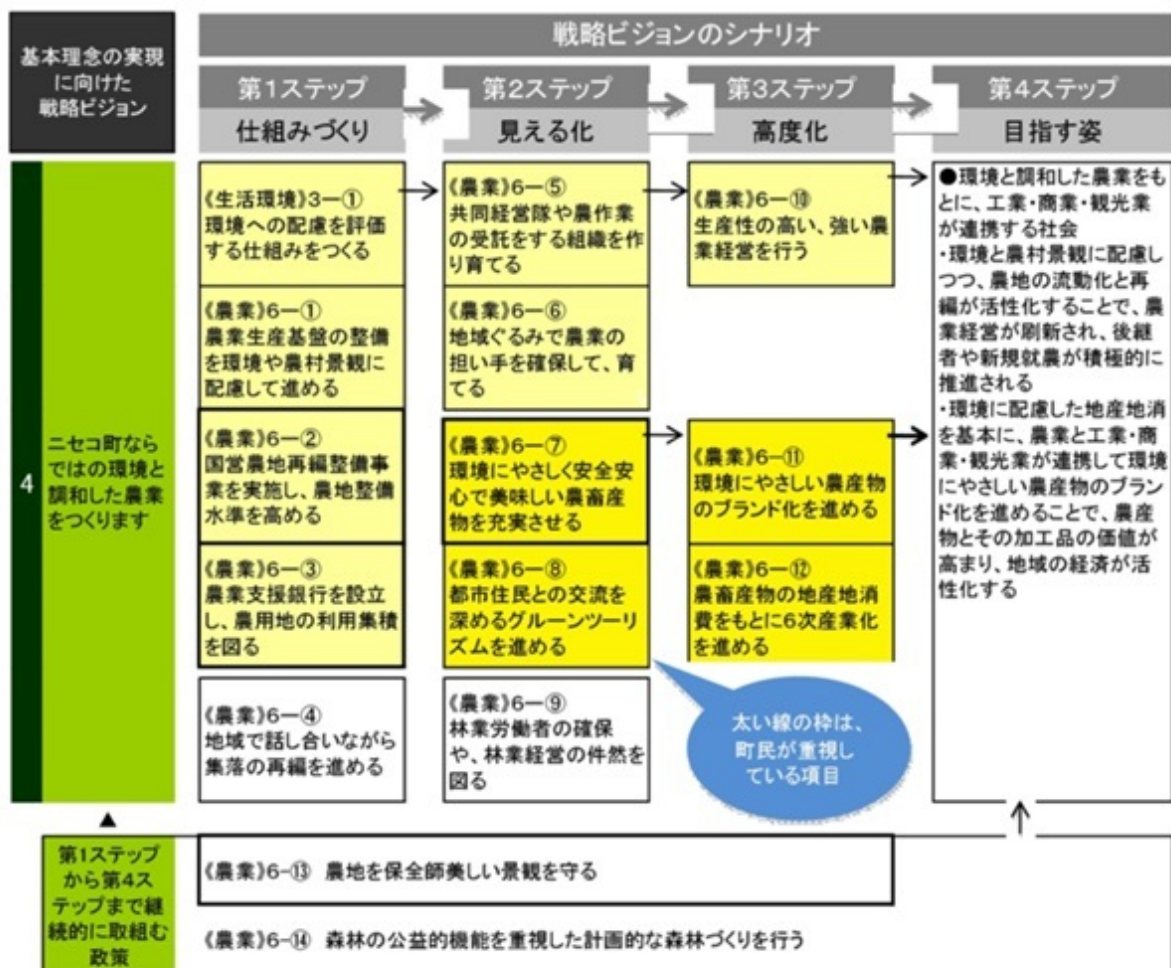 基本理念の実現
に向けた
戦略ビジョン
戦略ビジョンのシナリオ
第1ステップ
仕組みづくり
第2ステップ
見える化
第3ステップ
高度化
第4ステップ
目指す姿
4
ニセコ町なら
ではの環境と
調和した農業
をつくります
《生活環境》3－①
環境への配慮を評価
する仕組みをつくる
《農業》6－①
農業生産基盤の整備
を環境や農村景観に
配慮して進める
《農業》6－②
国営農地再編整備事
業を実施し、農地整備
水準を高める
《農業》6－③
農業支援銀行を設立
し、農用地の利用集積
を図る
《農業》6－④
地域で話し合いながら
集落の再編を進める
《農業》6－⑤
共同経営隊や農作業
の受託をする組織を作
り育てる
《農業》6－⑥
地域ぐるみで農業の
担い手を確保して、育
てる
《農業》6－⑦
環境にやさしく安全安
心で美味しい農畜産
物を充実させる
《農業》6－⑧
都市住民との交流を
深めるグルーンツーリ
ズムを進める
《農業》6－⑨
林業労働者の確保
や、林業経営の件然を
図る
《農業》6－⑩
生産性の高い、強い農
業経営を行う
《農業》6－⑪
環境にやさしい農産物
のブランド化を進める
《農業》6－⑫
農畜産物の地産地消
費をもとに6次産業化
を進める
太い線の枠は、
町民が重視し
ている項目
●環境と調和した農業をも
とに、工業・商業・観光業
が連携する社会
・環境と農村景観に配慮し
つつ、農地の流動化と再
編が活性化することで、農
業経営が刷新され、後継
者や新規就農が積極的に
推進される
・環境に配慮した地産地消
を基本に、農業と工業・商
業・観光業が連携して環境
にやさしい農産物のブラン
ド化を進めることで、農産
物とその加工品の価値が
高まり、地域の経済が活
性化する
第1ステップ
から第4ス
テップまで継
続的に取組む
政策
《農業》6-⑬ 農地を保全師美しい景観を守る
《農業》6-⑭ 森林の公益的機能を重視した計画的な森林づくりを行う